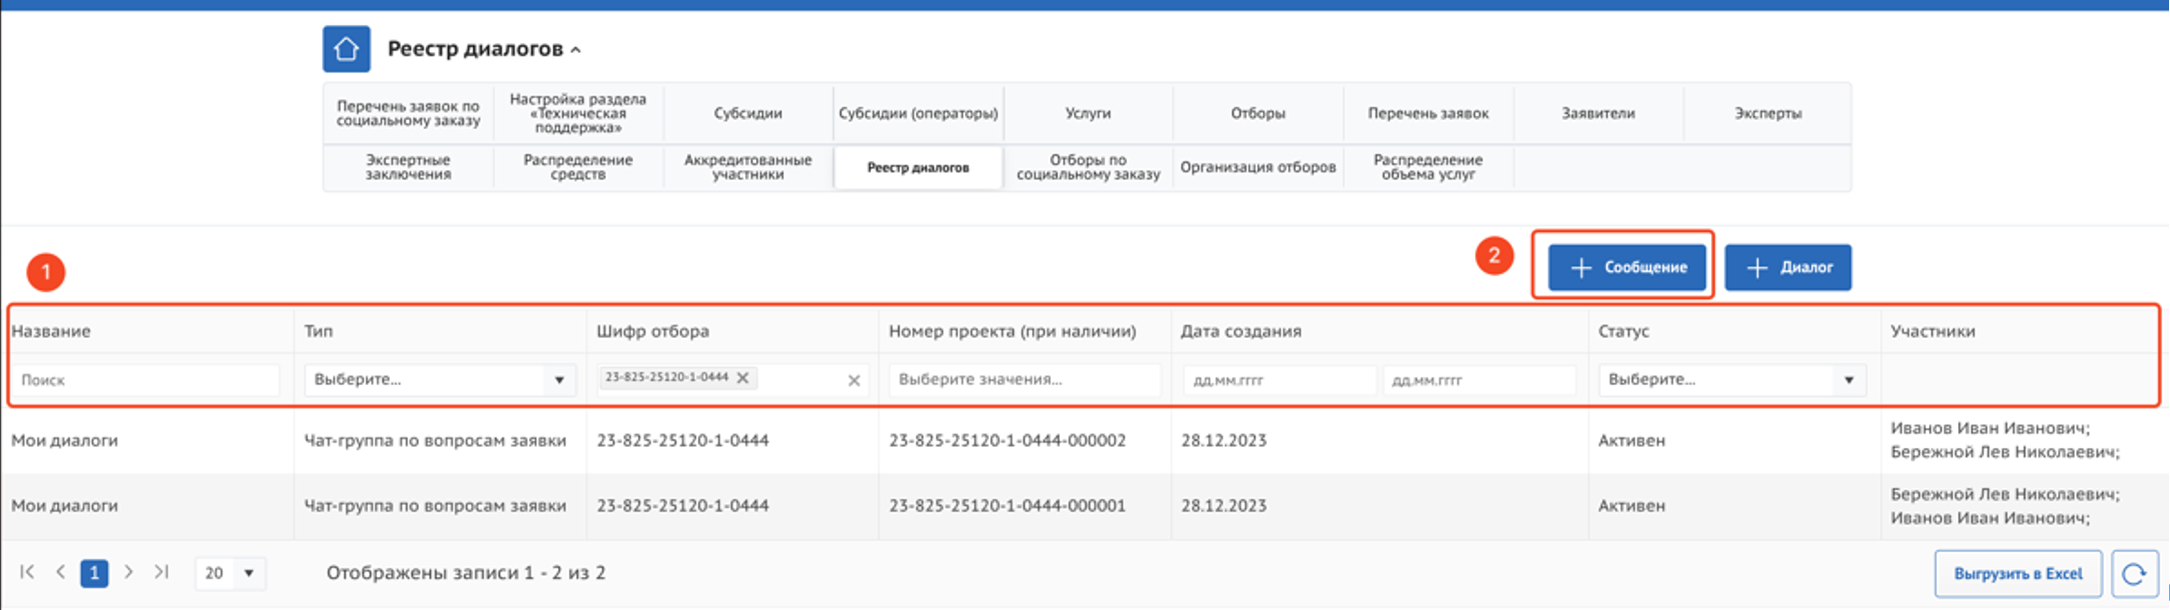 Реестр диалогов
Перечень заявок по
социальному заказу
Настройка раздела
«Техническая
поддержка»
Субсидии
Субсидии (операторы)
Услуги
Отборы
Перечень заявок
Заявители
Эксперты
Экспертные
заключения
Распределение
средств
Аккредитованные
участники
Реестр диалогов
Отборы по
социальному заказу
Организация отборов
Распределение
объема услуг
1
2
Сообщение
Диалог
Название
Тип
Шифр отбора
Номер проекта (при наличии)
Дата создания
Статус
Участники
Поиск
Выберите...
23-825-25120-1-0444
Выберите значения...
дд.мм.гггг
дд.мм.гггг
Выберите...
Мои диалоги
Чат-группа по вопросам заявки
23-825-25120-1-0444
23-825-25120-1-0444-000002
28.12.2023
Активен
Иванов Иван Иванович;
Бережной Лев Николаевич;
Мои диалоги
Чат-группа по вопросам заявки
23-825-25120-1-0444
23-825-25120-1-0444-000001
28.12.2023
Активен
Бережной Лев Николаевич;
Иванов Иван Иванович;
1
20
Отображены записи 1 - 2 из 2
Выгрузить в Excel